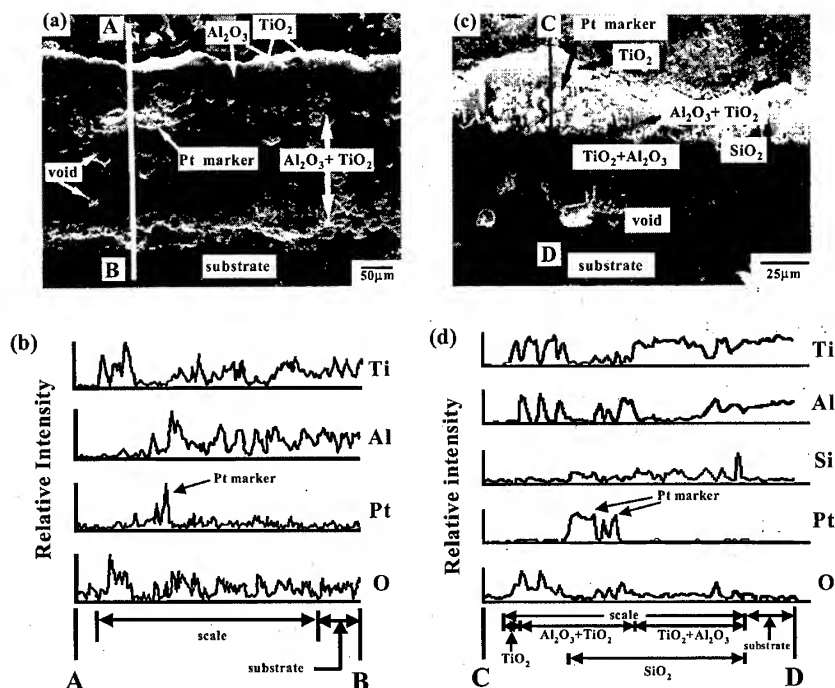 (a)
A
Al₂O₃
TiO₂
Pt marker
Al₂O₃+ TiO₂
void
B
substrate
50μm
(c)
C
Pt marker
TiO₂
Al₂O₃+ TiO₂
TiO₂+Al₂O₃
SiO₂
void
D
substrate
25μm
(b)
Relative Intensity
Ti
Al
Pt marker
Pt
O
scale
substrate
A
B
(d)
Relative intensity
Ti
Al
Si
Pt marker
Pt
O
scale
Al₂O₃+TiO₂
TiO₂+Al₂O₃
substrate
TiO₂
SiO₂
C
D